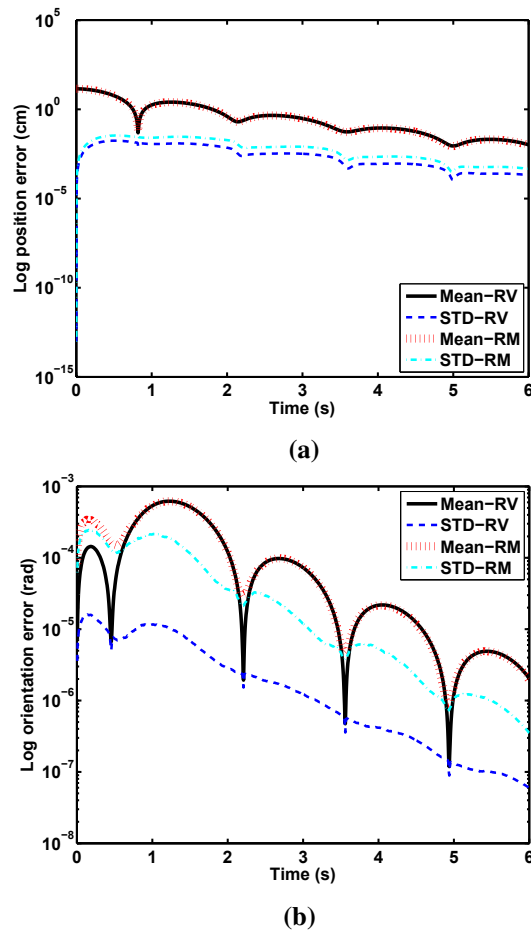 10^5
10^0
10^−5
10^−10
10^−15
Log position error (cm)
Mean−RV
STD−RV
Mean−RM
STD−RM
0 1 2 3 4 5 6
Time (s)
(a)
10^−3
10^−4
10^−5
10^−6
10^−7
10^−8
Log orientation error (rad)
Mean−RV
STD−RV
Mean−RM
STD−RM
0 1 2 3 4 5 6
Time (s)
(b)